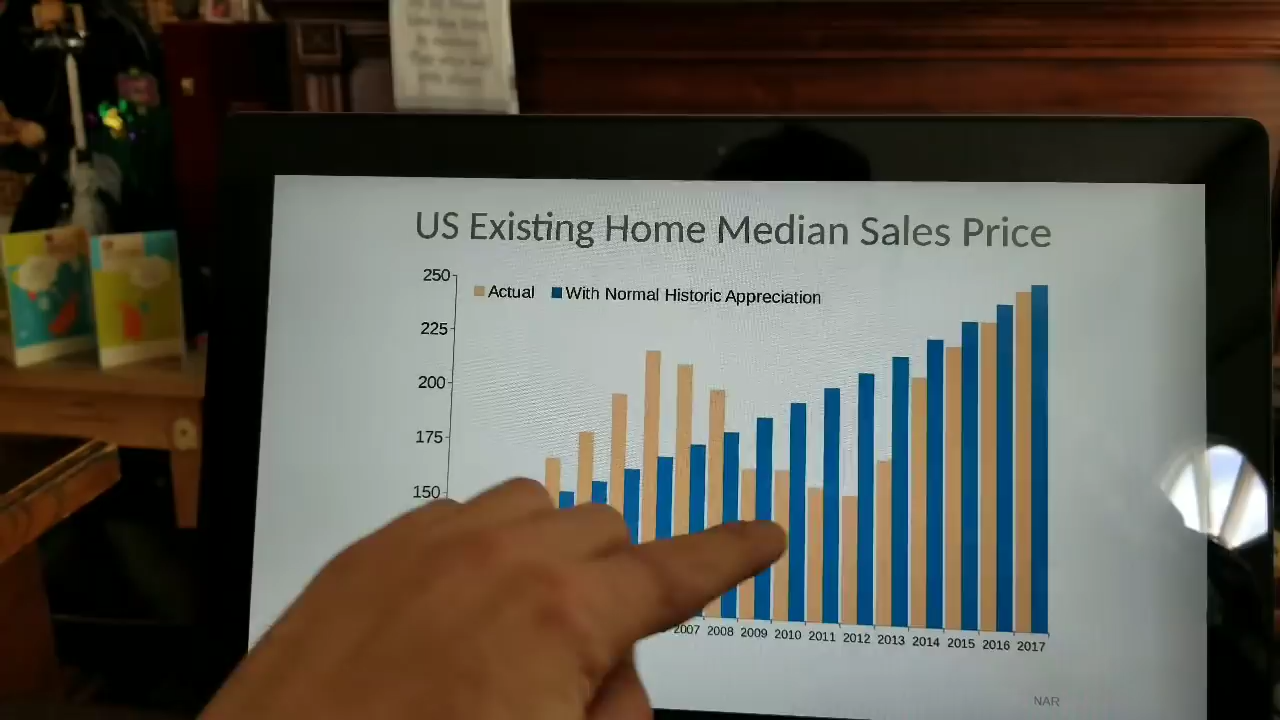 US Existing Home Median Sales Price
250
Actual
With Normal Historic Appreciation
225
200
175
150
2007 2008 2009 2010 2011 2012 2013 2014 2015 2016 2017
NAR